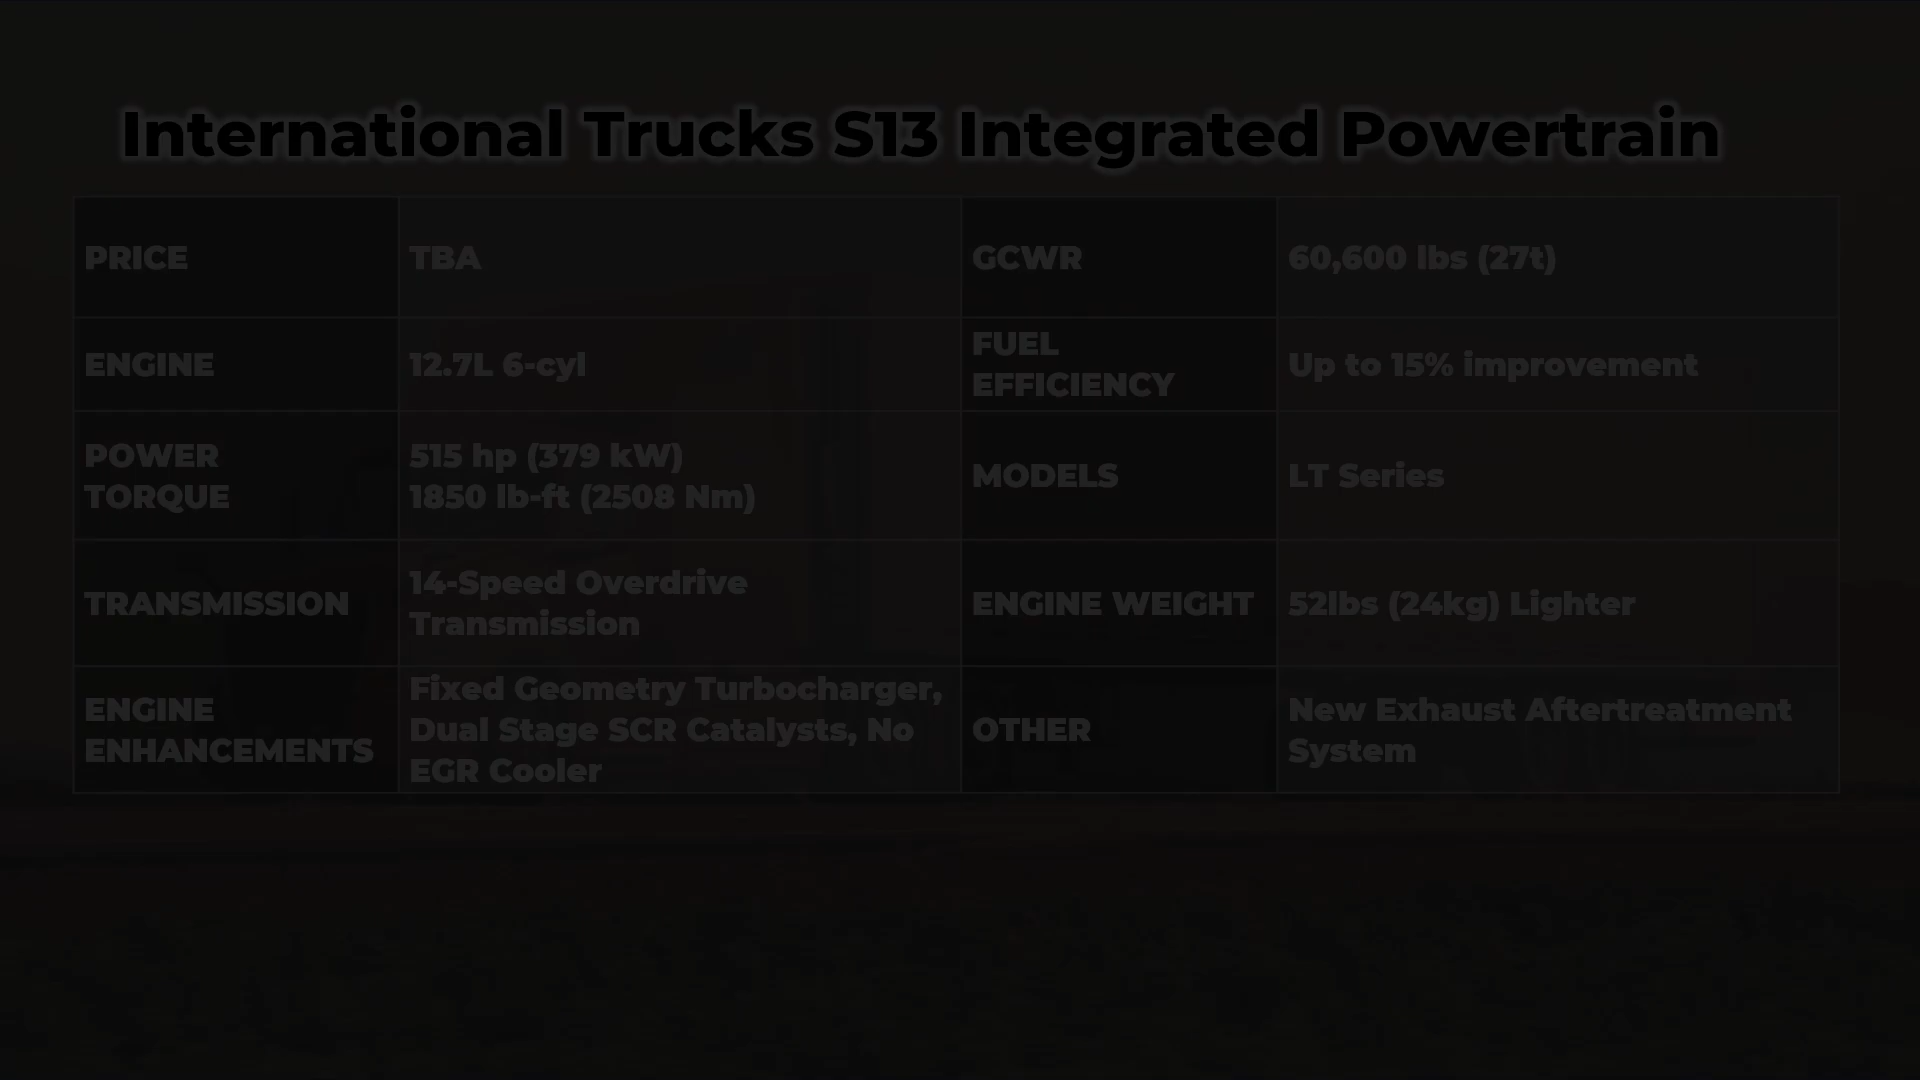 International Trucks S13 Integrated Powertrain
PRICE
TBA
GCWR
60,600 lbs (27t)
ENGINE
12.7L 6-cyl
FUEL
EFFICIENCY
Up to 15% improvement
POWER
TORQUE
515 hp (379 kW)
1850 lb-ft (2508 Nm)
MODELS
LT Series
TRANSMISSION
14-Speed Overdrive
Transmission
ENGINE WEIGHT
52lbs (24kg) Lighter
ENGINE
ENHANCEMENTS
Fixed Geometry Turbocharger,
Dual Stage SCR Catalysts, No
EGR Cooler
OTHER
New Exhaust Aftertreatment
System